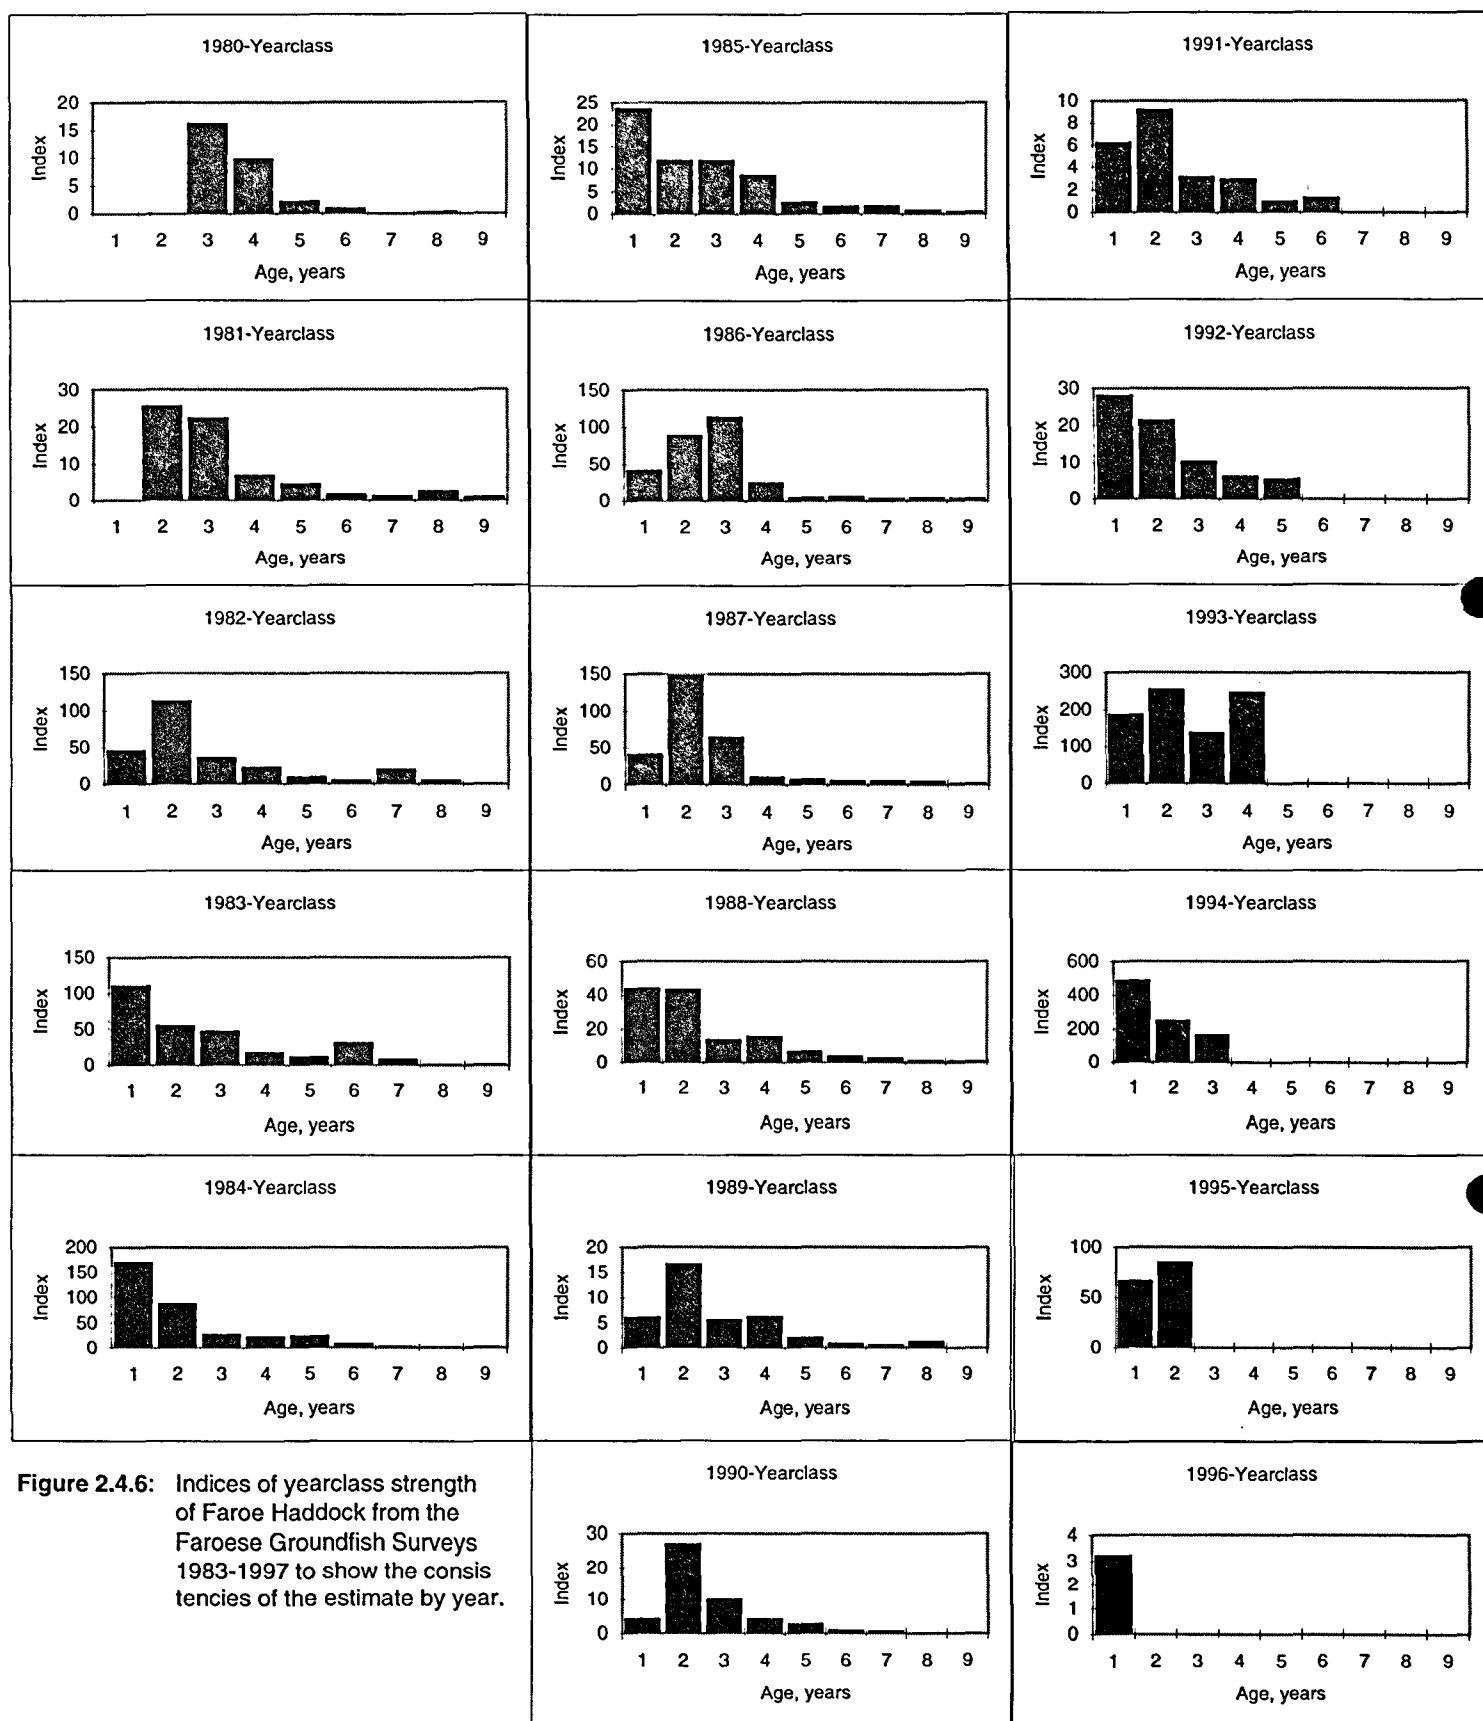 1980-Yearclass
20
15
10
5
0
Index
1 2 3 4 5 6 7 8 9
Age, years
1981-Yearclass
30
20
10
0
Index
1 2 3 4 5 6 7 8 9
Age, years
1982-Yearclass
150
100
50
0
Index
1 2 3 4 5 6 7 8 9
Age, years
1983-Yearclass
150
100
50
0
Index
1 2 3 4 5 6 7 8 9
Age, years
1984-Yearclass
200
150
100
50
0
Index
1 2 3 4 5 6 7 8 9
Age, years
Figure 2.4.6: Indices of yearclass strength
of Faroe Haddock from the
Faroese Groundfish Surveys
1983-1997 to show the consis
tencies of the estimate by year.
1985-Yearclass
25
20
15
10
5
0
Index
1 2 3 4 5 6 7 8 9
Age, years
1986-Yearclass
150
100
50
0
Index
1 2 3 4 5 6 7 8 9
Age, years
1987-Yearclass
150
100
50
0
Index
1 2 3 4 5 6 7 8 9
Age, years
1988-Yearclass
60
40
20
0
Index
1 2 3 4 5 6 7 8 9
Age, years
1989-Yearclass
20
15
10
5
0
Index
1 2 3 4 5 6 7 8 9
Age, years
1990-Yearclass
30
20
10
0
Index
1 2 3 4 5 6 7 8 9
Age, years
1991-Yearclass
10
8
6
4
2
0
Index
1 2 3 4 5 6 7 8 9
Age, years
1992-Yearclass
30
20
10
0
Index
1 2 3 4 5 6 7 8 9
Age, years
1993-Yearclass
300
200
100
0
Index
1 2 3 4 5 6 7 8 9
Age, years
1994-Yearclass
600
400
200
0
Index
1 2 3 4 5 6 7 8 9
Age, years
1995-Yearclass
100
50
0
Index
1 2 3 4 5 6 7 8 9
Age, years
1996-Yearclass
4
3
2
1
0
Index
1 2 3 4 5 6 7 8 9
Age, years